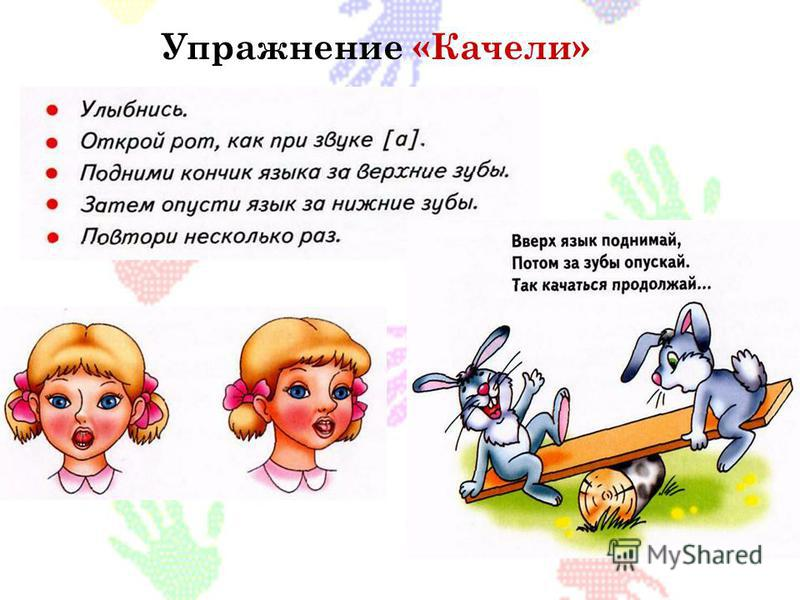 Упражнение «Качели»
Улыбнись.
Открой рот, как при звуке [а].
Подними кончик языка за верхние зубы.
Затем опусти язык за нижние зубы.
Повтори несколько раз.
Вверх язык поднимай,
Потом за зубы опускай.
Так качаться продолжай...
MyShared